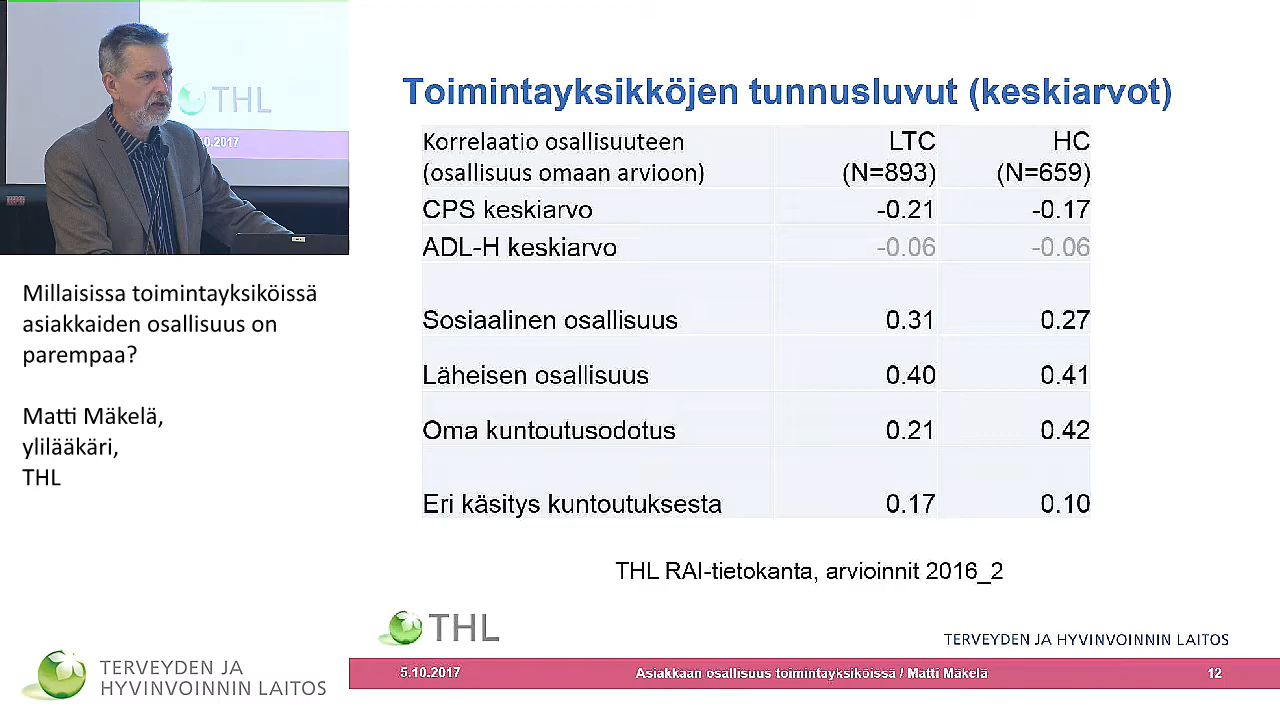 THL
0.2017
Millaisissa toimintayksiköissä
asiakkaiden osallisuus on
parempaa?
Matti Mäkelä,
ylilääkäri,
THL
TERVEYDEN JA
HYVINVOINNIN LAITOS
Toimintayksikköjen tunnusluvut (keskiarvot)
Korrelaatio osallisuuteen LTC HC
(osallisuus omaan arvioon) (N=893) (N=659)
CPS keskiarvo -0.21 -0.17
ADL-H keskiarvo -0.06 -0.06
Sosiaalinen osallisuus 0.31 0.27
Läheisen osallisuus 0.40 0.41
Oma kuntoutusodotus 0.21 0.42
Eri käsitys kuntoutuksesta 0.17 0.10
THL RAI-tietokanta, arvioinnit 2016_2
THL
TERVEYDEN JA HYVINVOINNIN LAITOS
5.10.2017 Asiakkaan osallisuus toimintayksiköissä / Matti Mäkelä 12